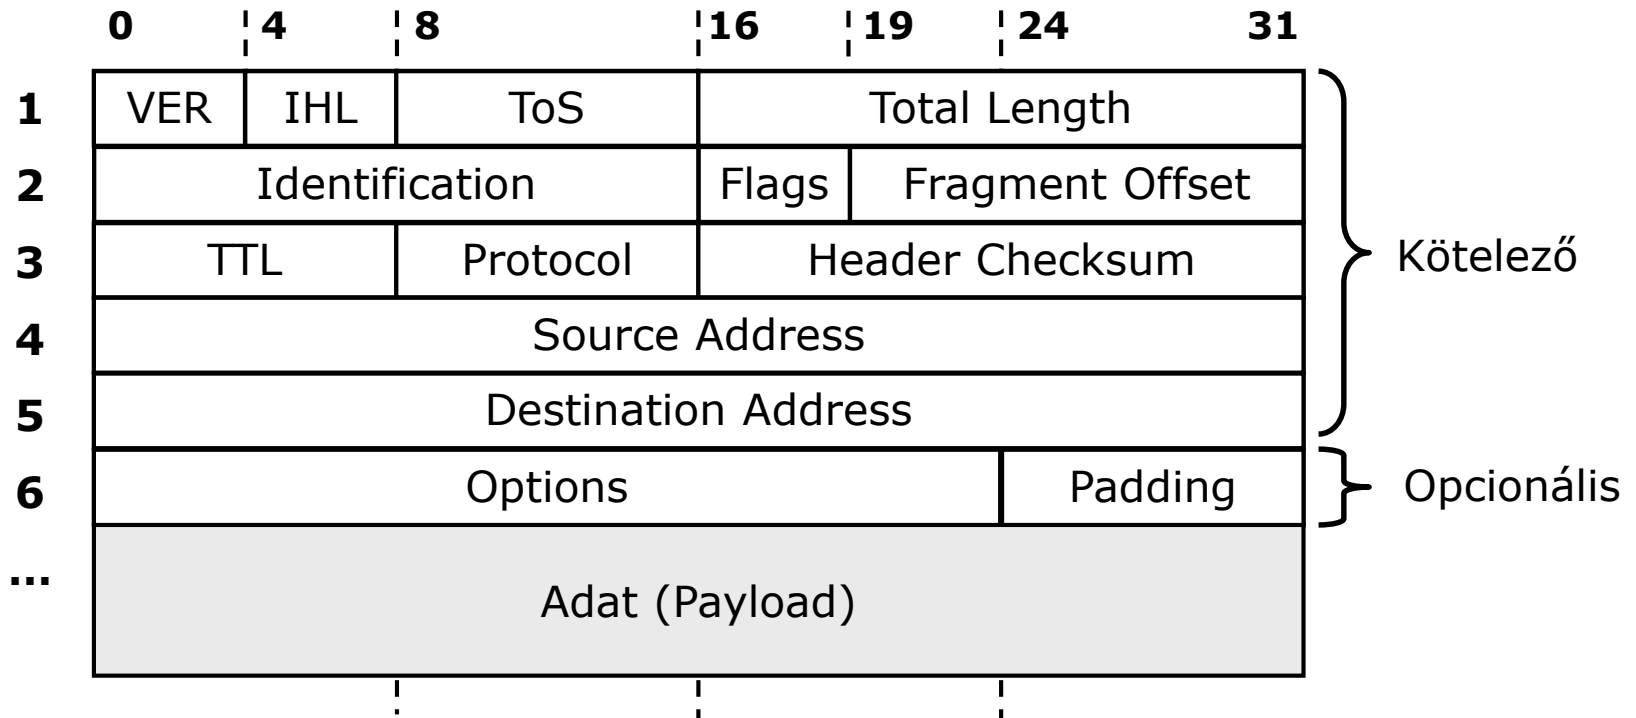 0 4 8 16 19 24 31
1 VER IHL ToS Total Length
2 Identification Flags Fragment Offset
3 TTL Protocol Header Checksum
Kötelező
4 Source Address
5 Destination Address
6 Options Padding
Opcionális
...
Adat (Payload)